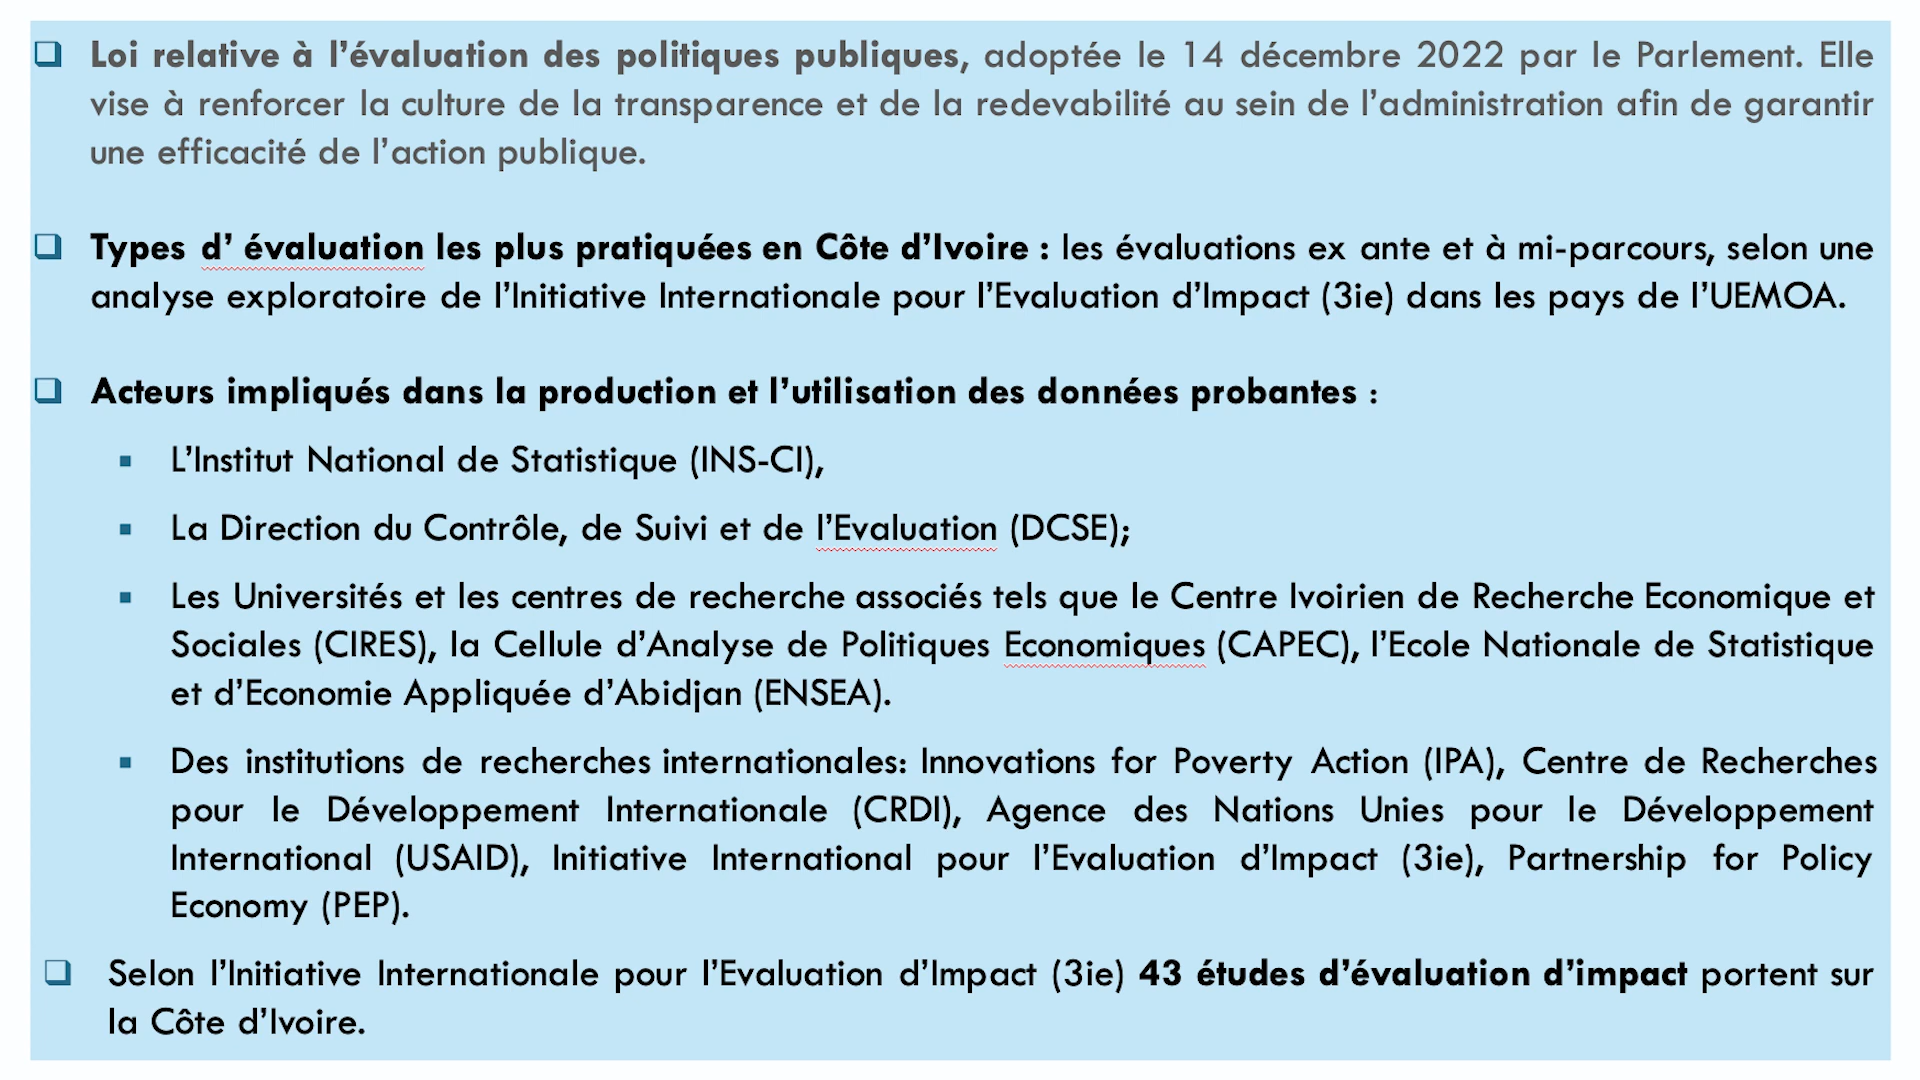 Loi relative à l’évaluation des politiques publiques, adoptée le 14 décembre 2022 par le Parlement. Elle
vise à renforcer la culture de la transparence et de la redevabilité au sein de l’administration afin de garantir
une efficacité de l’action publique.
Types d’ évaluation les plus pratiquées en Côte d’Ivoire : les évaluations ex ante et à mi-parcours, selon une
analyse exploratoire de l’Initiative Internationale pour l’Evaluation d’Impact (3ie) dans les pays de l’UEMOA.
Acteurs impliqués dans la production et l’utilisation des données probantes :
L’Institut National de Statistique (INS-CI),
La Direction du Contrôle, de Suivi et de l’Evaluation (DCSE);
Les Universités et les centres de recherche associés tels que le Centre Ivoirien de Recherche Economique et
Sociales (CIRES), la Cellule d’Analyse de Politiques Economiques (CAPEC), l’Ecole Nationale de Statistique
et d’Economie Appliquée d’Abidjan (ENSEA).
Des institutions de recherches internationales: Innovations for Poverty Action (IPA), Centre de Recherches
pour le Développement Internationale (CRDI), Agence des Nations Unies pour le Développement
International (USAID), Initiative International pour l’Evaluation d’Impact (3ie), Partnership for Policy
Economy (PEP).
Selon l’Initiative Internationale pour l’Evaluation d’Impact (3ie) 43 études d’évaluation d’impact portent sur
la Côte d’Ivoire.